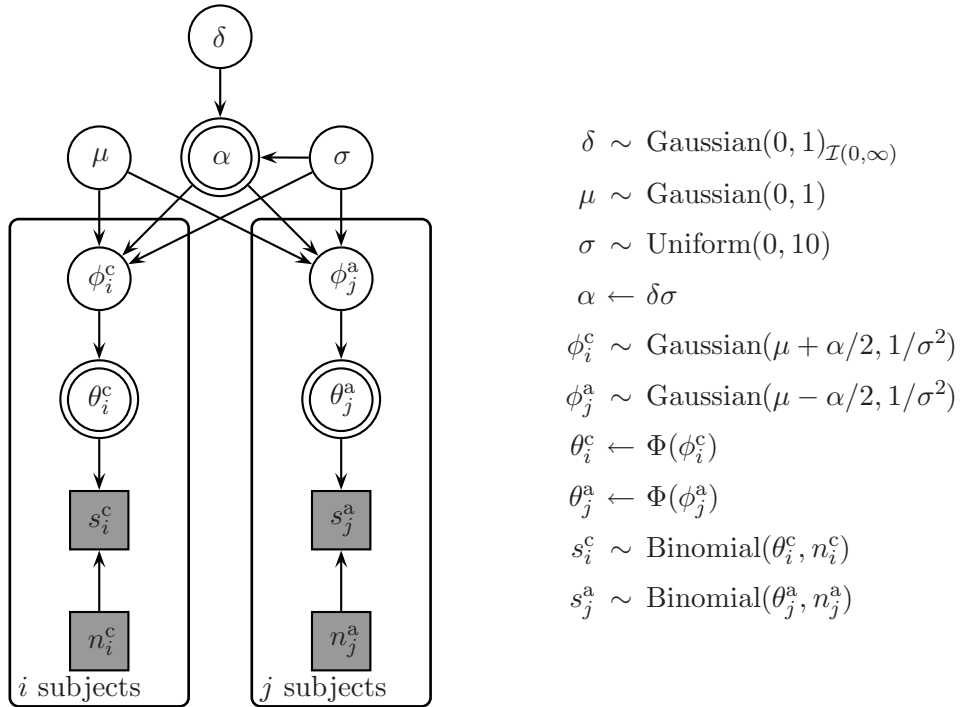 δ
μ
α
σ
φ_i^c
φ_j^a
θ_i^c
θ_j^a
s_i^c
s_j^a
n_i^c
n_j^a
i subjects
j subjects
δ ∼ Gaussian(0, 1)_{I(0,∞)}
μ ∼ Gaussian(0, 1)
σ ∼ Uniform(0, 10)
α ← δσ
φ_i^c ∼ Gaussian(μ + α/2, 1/σ²)
φ_j^a ∼ Gaussian(μ − α/2, 1/σ²)
θ_i^c ← Φ(φ_i^c)
θ_j^a ← Φ(φ_j^a)
s_i^c ∼ Binomial(θ_i^c, n_i^c)
s_j^a ∼ Binomial(θ_j^a, n_j^a)